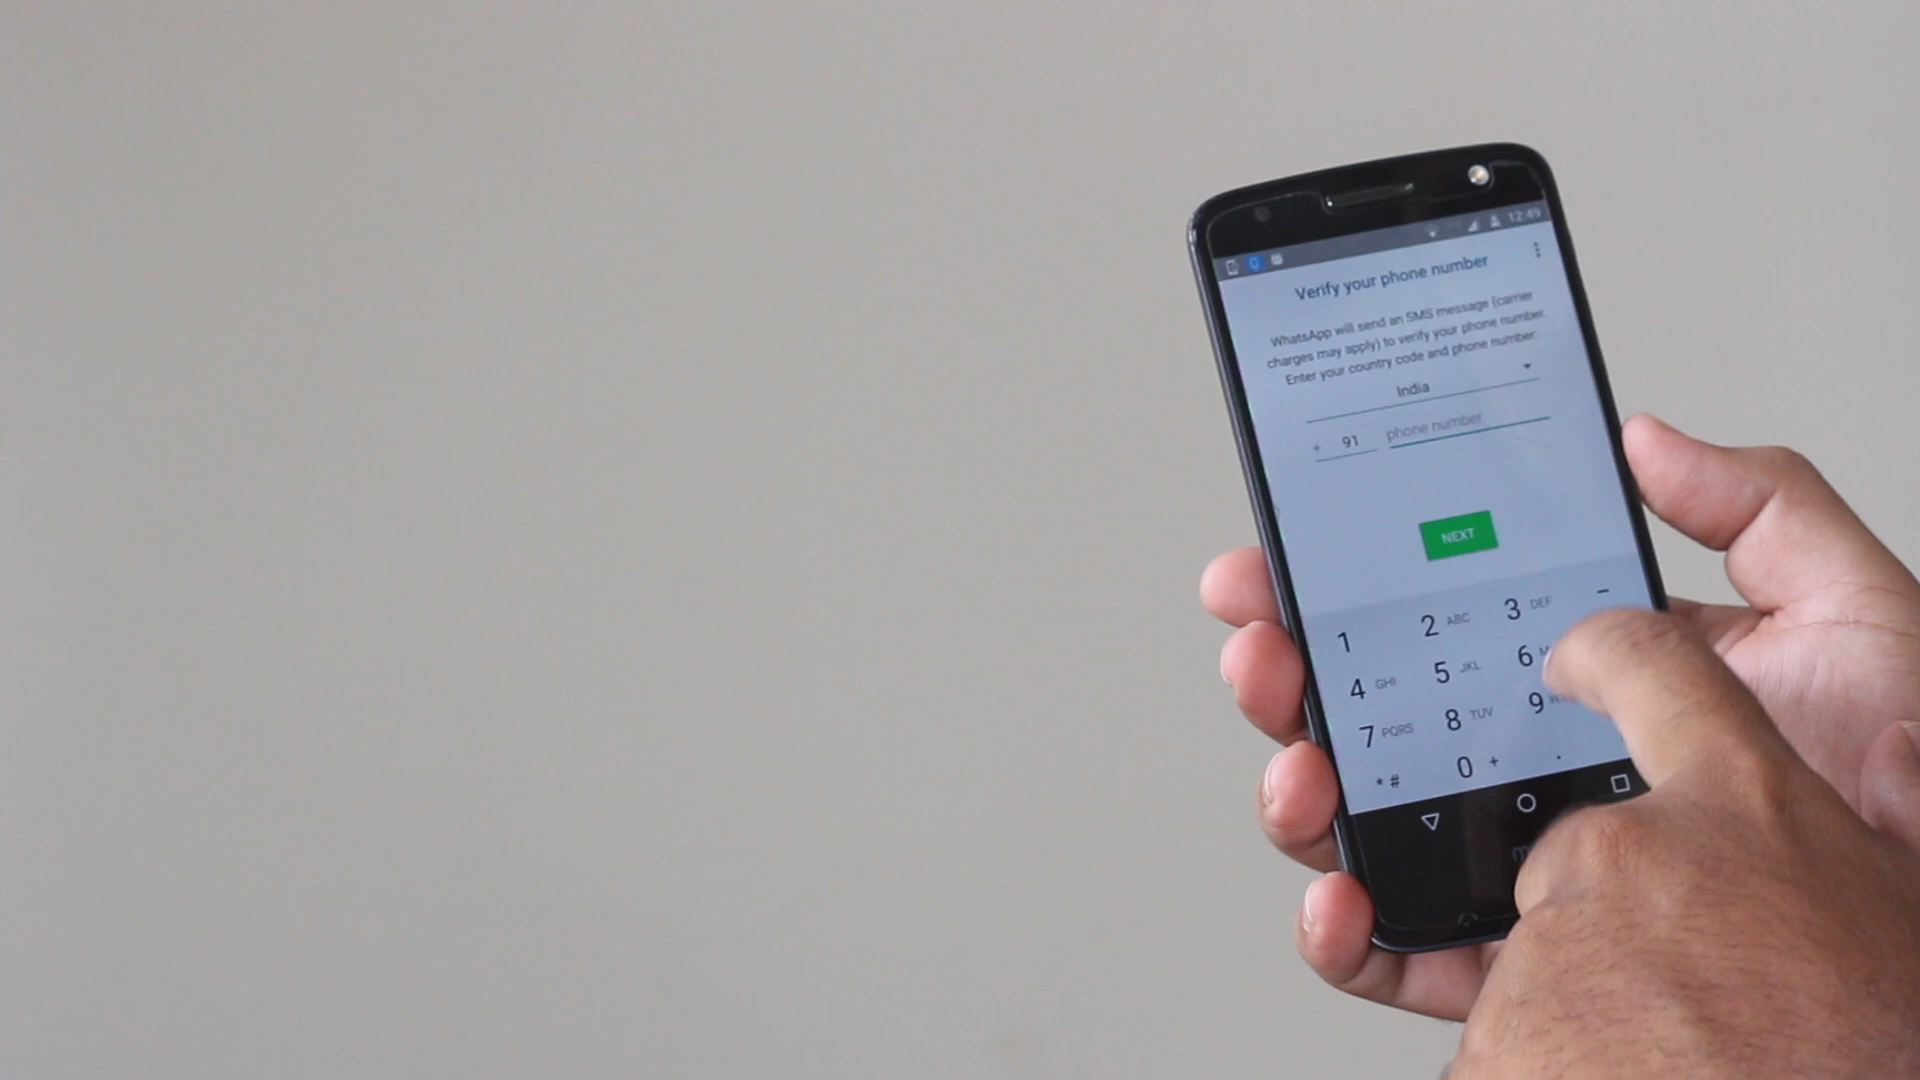 12:49
Verify your phone number
WhatsApp will send an SMS message (carrier
charges may apply) to verify your phone number.
Enter your country code and phone number:
India
+ 91 phone number
NEXT
1 2 ABC 3 DEF -
4 GHI 5 JKL 6
7 PQRS 8 TUV 9
* # 0 + .